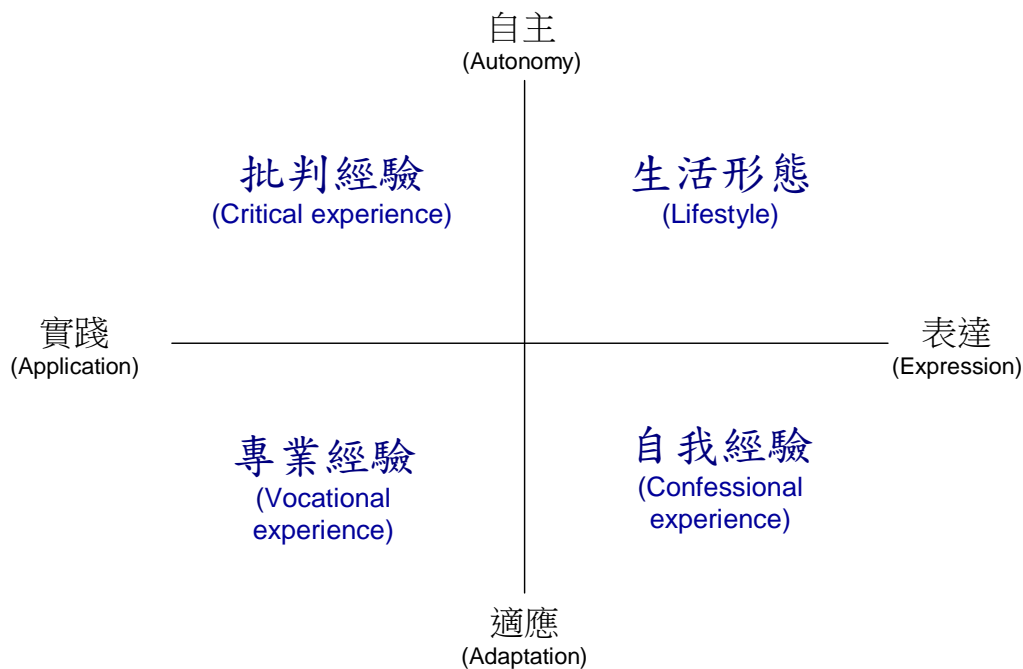 自主
(Autonomy)
批判經驗
(Critical experience)
生活形態
(Lifestyle)
實踐
(Application)
表達
(Expression)
專業經驗
(Vocational
experience)
自我經驗
(Confessional
experience)
適應
(Adaptation)